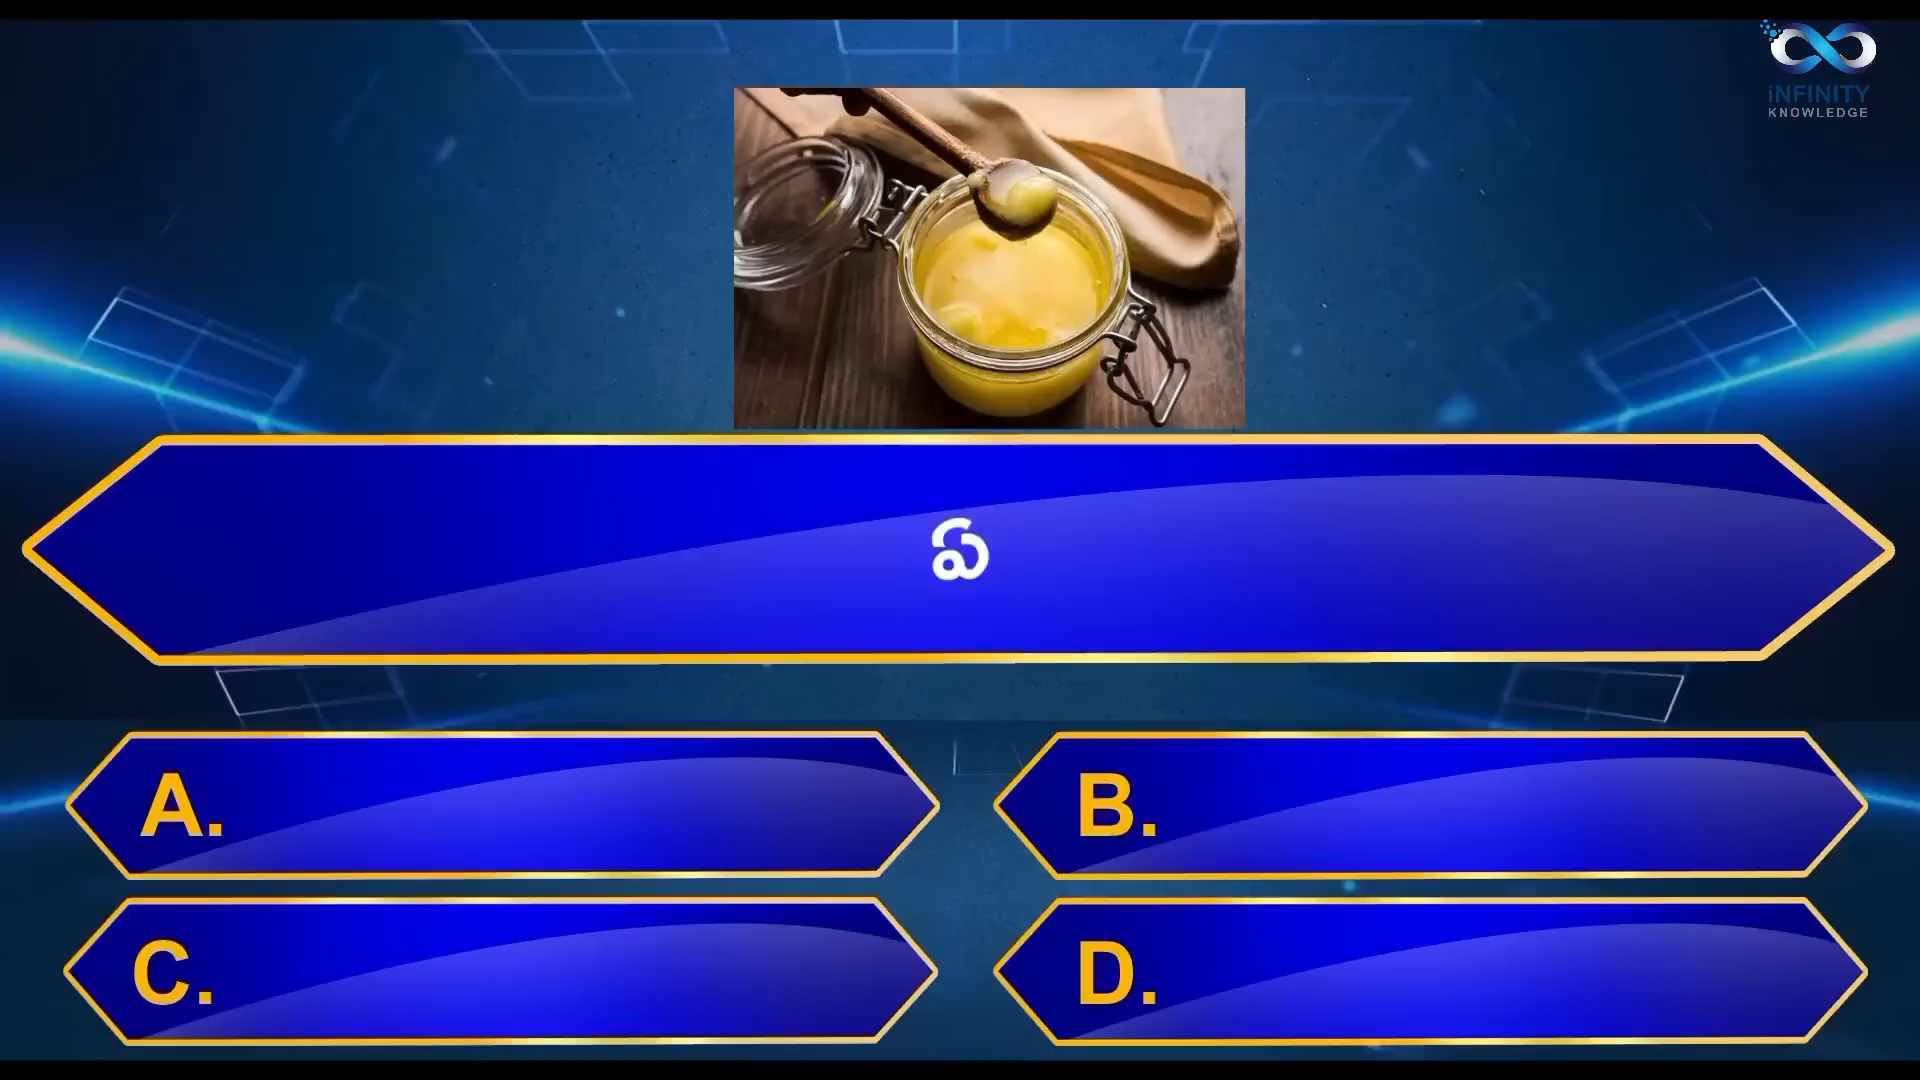 iNFINITY
KNOWLEDGE
ఏ
A.
B.
C.
D.